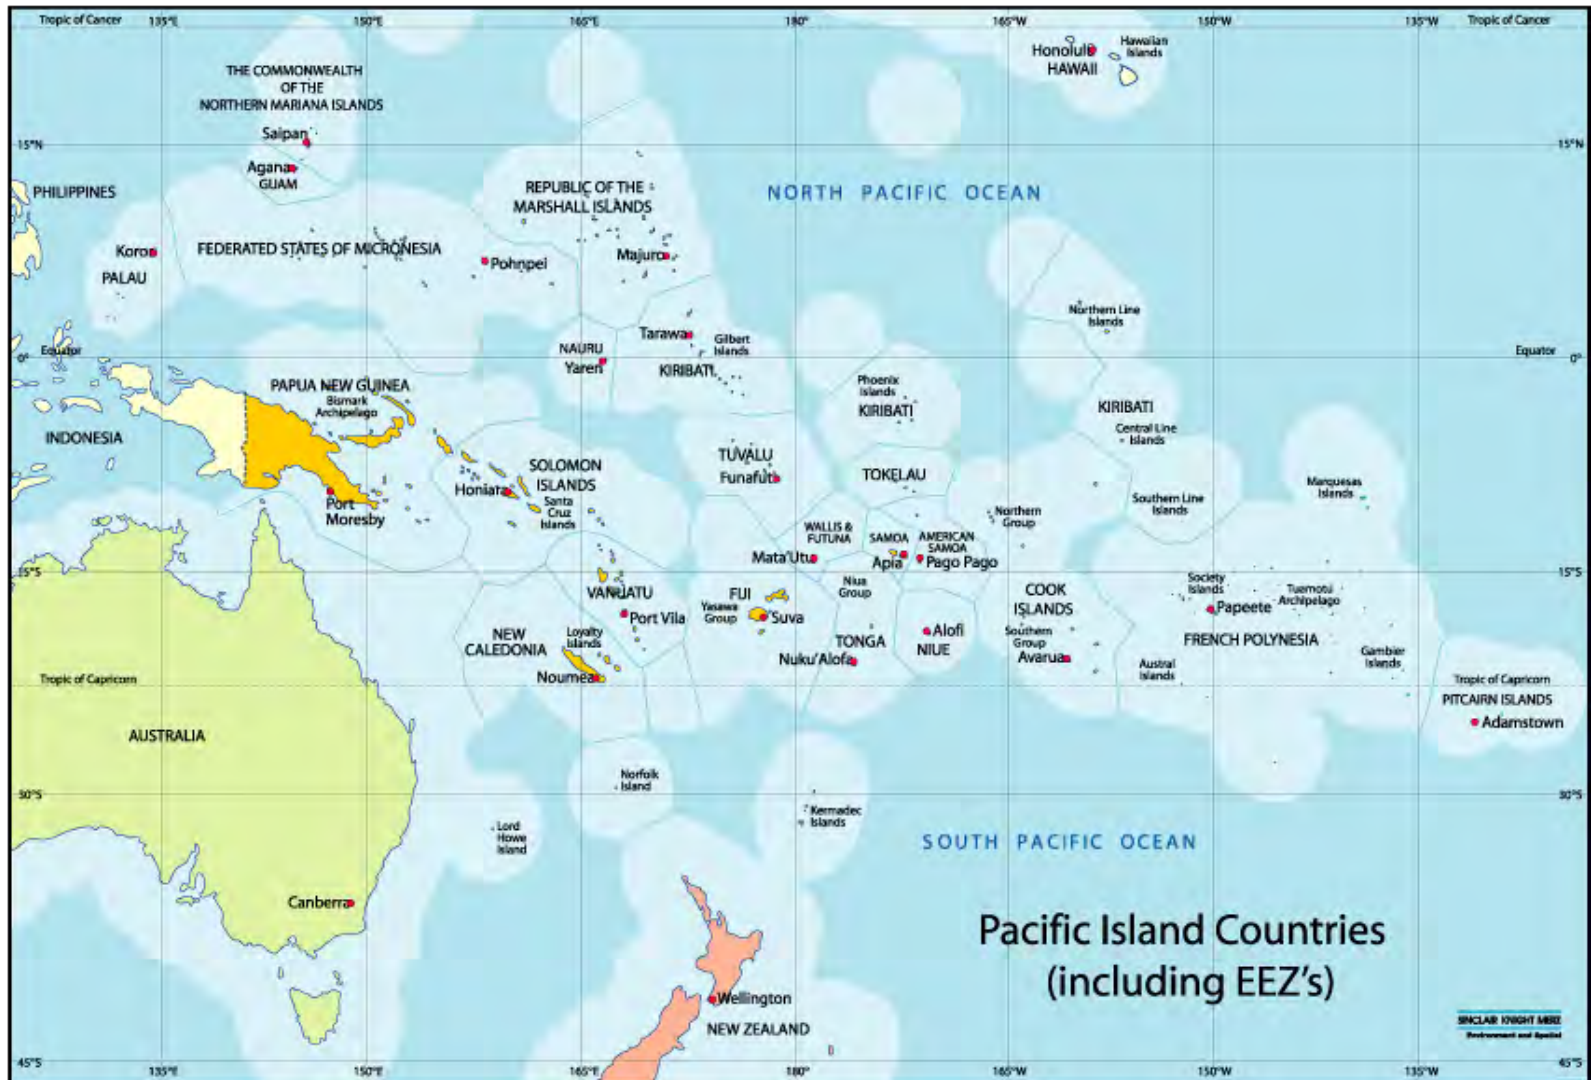 Tropic of Cancer
135°E
150°E
165°E
180°
165°W
150°W
135°W
Tropic of Cancer
Honolulu
HAWAII
Hawaiian
Islands
THE COMMONWEALTH
OF THE
NORTHERN MARIANA ISLANDS
Saipan
15°N
15°N
Agana
GUAM
PHILIPPINES
REPUBLIC OF THE
MARSHALL ISLANDS
NORTH PACIFIC OCEAN
Koror
PALAU
FEDERATED STATES OF MICRONESIA
Pohnpei
Majuro
Northern Line
Islands
Tarawa
Gilbert
Islands
KIRIBATI
NAURU
Yaren
0°
Equator
Equator
0°
PAPUA NEW GUINEA
Bismark
Archipelago
Phoenix
Islands
KIRIBATI
KIRIBATI
Central Line
Islands
INDONESIA
SOLOMON
ISLANDS
Honiara
Santa
Cruz
Islands
TUVALU
Funafuti
TOKELAU
Northern
Group
Southern Line
Islands
Marquesas
Islands
Port
Moresby
WALLIS &
FUTUNA
Mata'Utu
SAMOA
Apia
AMERICAN
SAMOA
Pago Pago
15°S
15°S
VANUATU
Port Vila
FIJI
Yasawa
Group
Suva
Niua
Group
COOK
ISLANDS
Society
Islands
Papeete
Tuemotu
Archipelago
FRENCH POLYNESIA
NEW
CALEDONIA
Loyalty
Islands
Noumea
TONGA
Nuku'Alofa
Alofi
NIUE
Southern
Group
Avarua
Austral
Islands
Gambier
Islands
Tropic of Capricorn
Tropic of Capricorn
PITCAIRN ISLANDS
Adamstown
AUSTRALIA
Norfolk
Island
Kermadec
Islands
30°S
30°S
Lord
Howe
Island
SOUTH PACIFIC OCEAN
Canberra
Pacific Island Countries
(including EEZ's)
Wellington
NEW ZEALAND
SINCLAIR KNIGHT MERZ
Environment and Spatial
45°S
45°S
135°E
150°E
165°E
180°
165°W
150°W
135°W